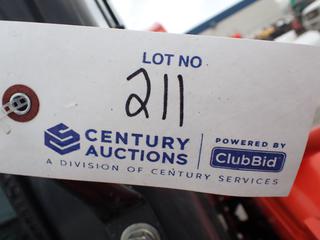 LOT NO
211
CENTURY
AUCTIONS
POWERED BY
ClubBid
A DIVISION OF CENTURY SERVICES